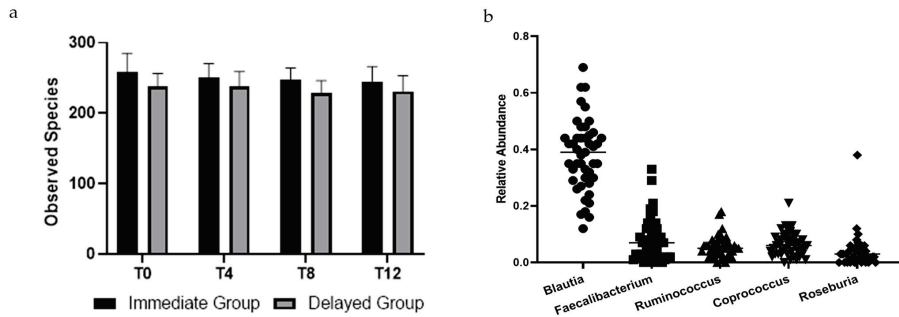 a
Observed Species
300
200
100
0
T0 T4 T8 T12
Immediate Group Delayed Group
b
Relative Abundance
0.8
0.6
0.4
0.2
0.0
Blautia
Faecalibacterium
Ruminococcus
Coprococcus
Roseburia